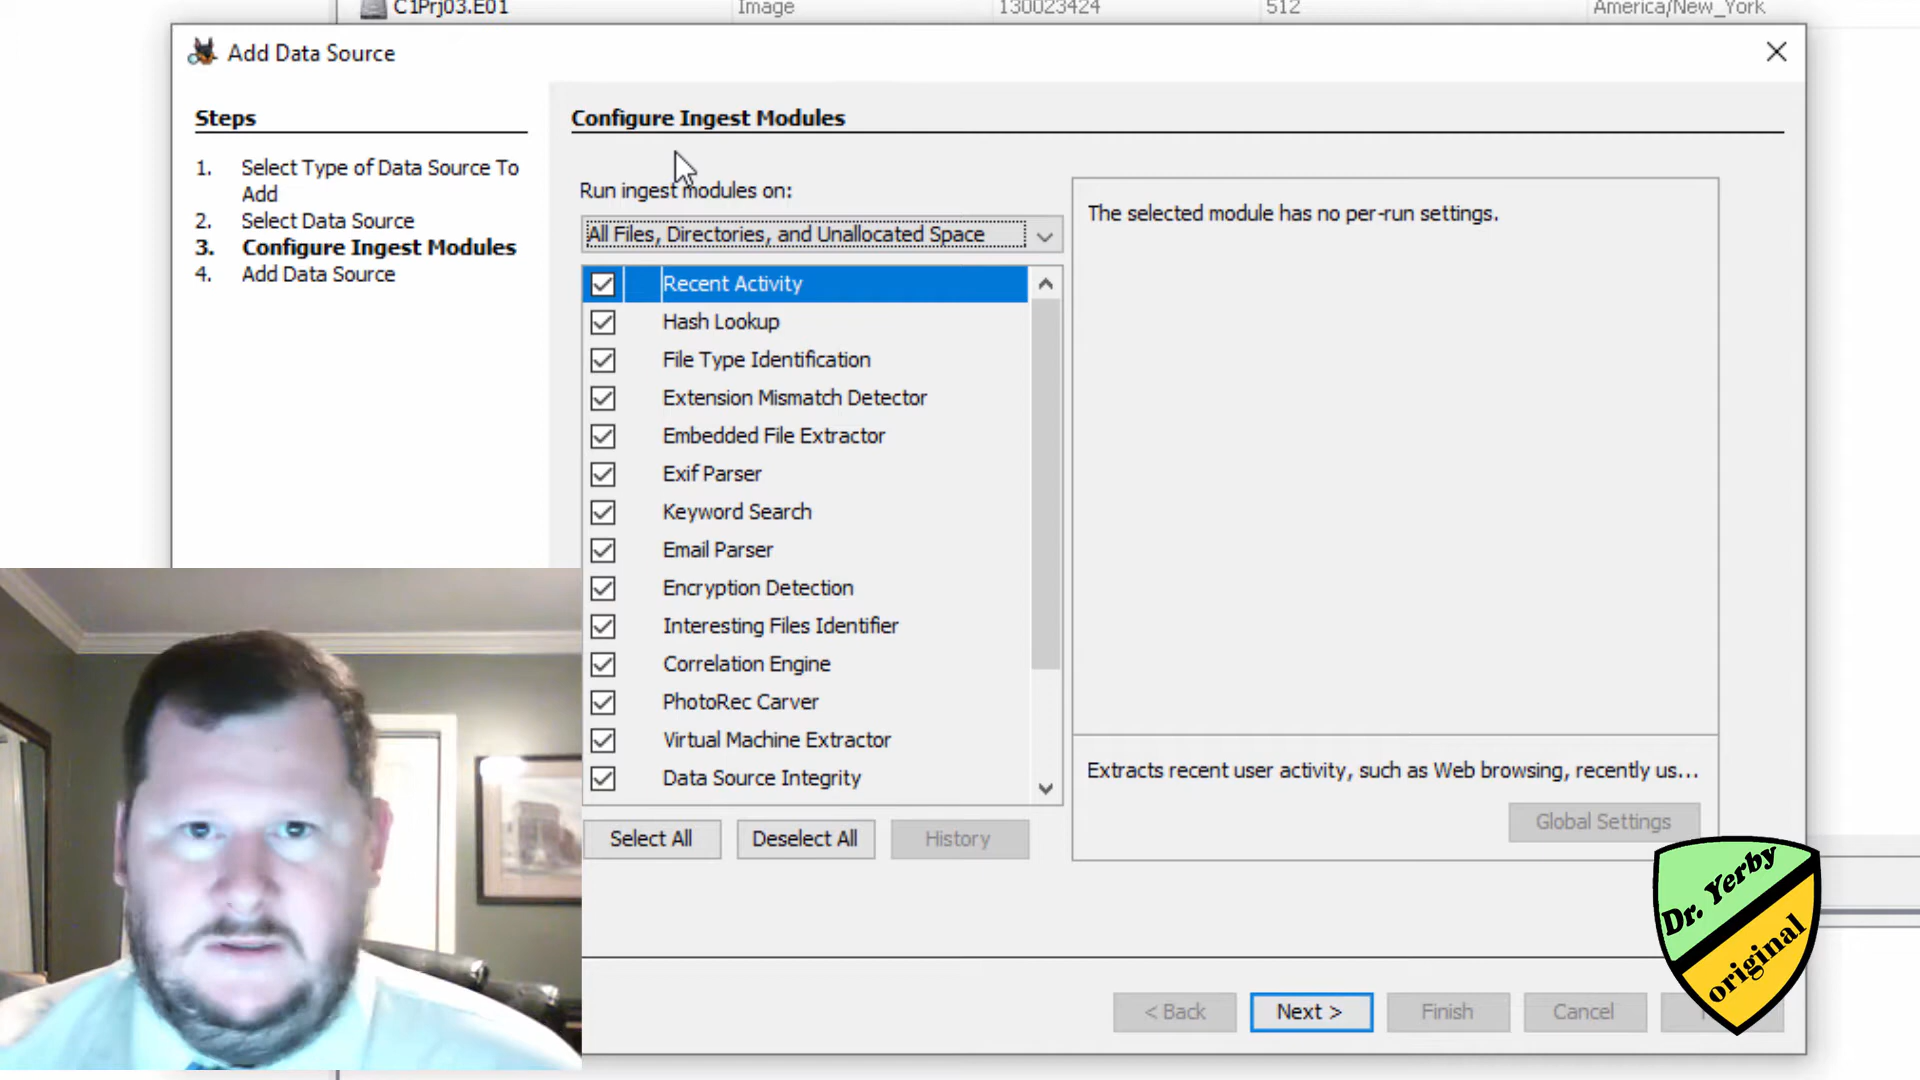 C1Prj03.E01 Image 130023424 512 America/New_York
Add Data Source
Steps
1. Select Type of Data Source To
Add
2. Select Data Source
3. Configure Ingest Modules
4. Add Data Source
Configure Ingest Modules
Run ingest modules on:
All Files, Directories, and Unallocated Space
Recent Activity
Hash Lookup
File Type Identification
Extension Mismatch Detector
Embedded File Extractor
Exif Parser
Keyword Search
Email Parser
Encryption Detection
Interesting Files Identifier
Correlation Engine
PhotoRec Carver
Virtual Machine Extractor
Data Source Integrity
Select All
Deselect All
History
The selected module has no per-run settings.
Extracts recent user activity, such as Web browsing, recently us...
Global Settings
< Back
Next >
Finish
Cancel
Dr. Yerby
original